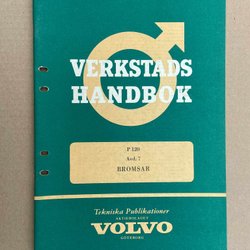 VERKSTADS
HANDBOK
P 120
Avd. 7
BROMSAR
Tekniska Publikationer
AKTIEBOLAGET
VOLVO
GÖTEBORG